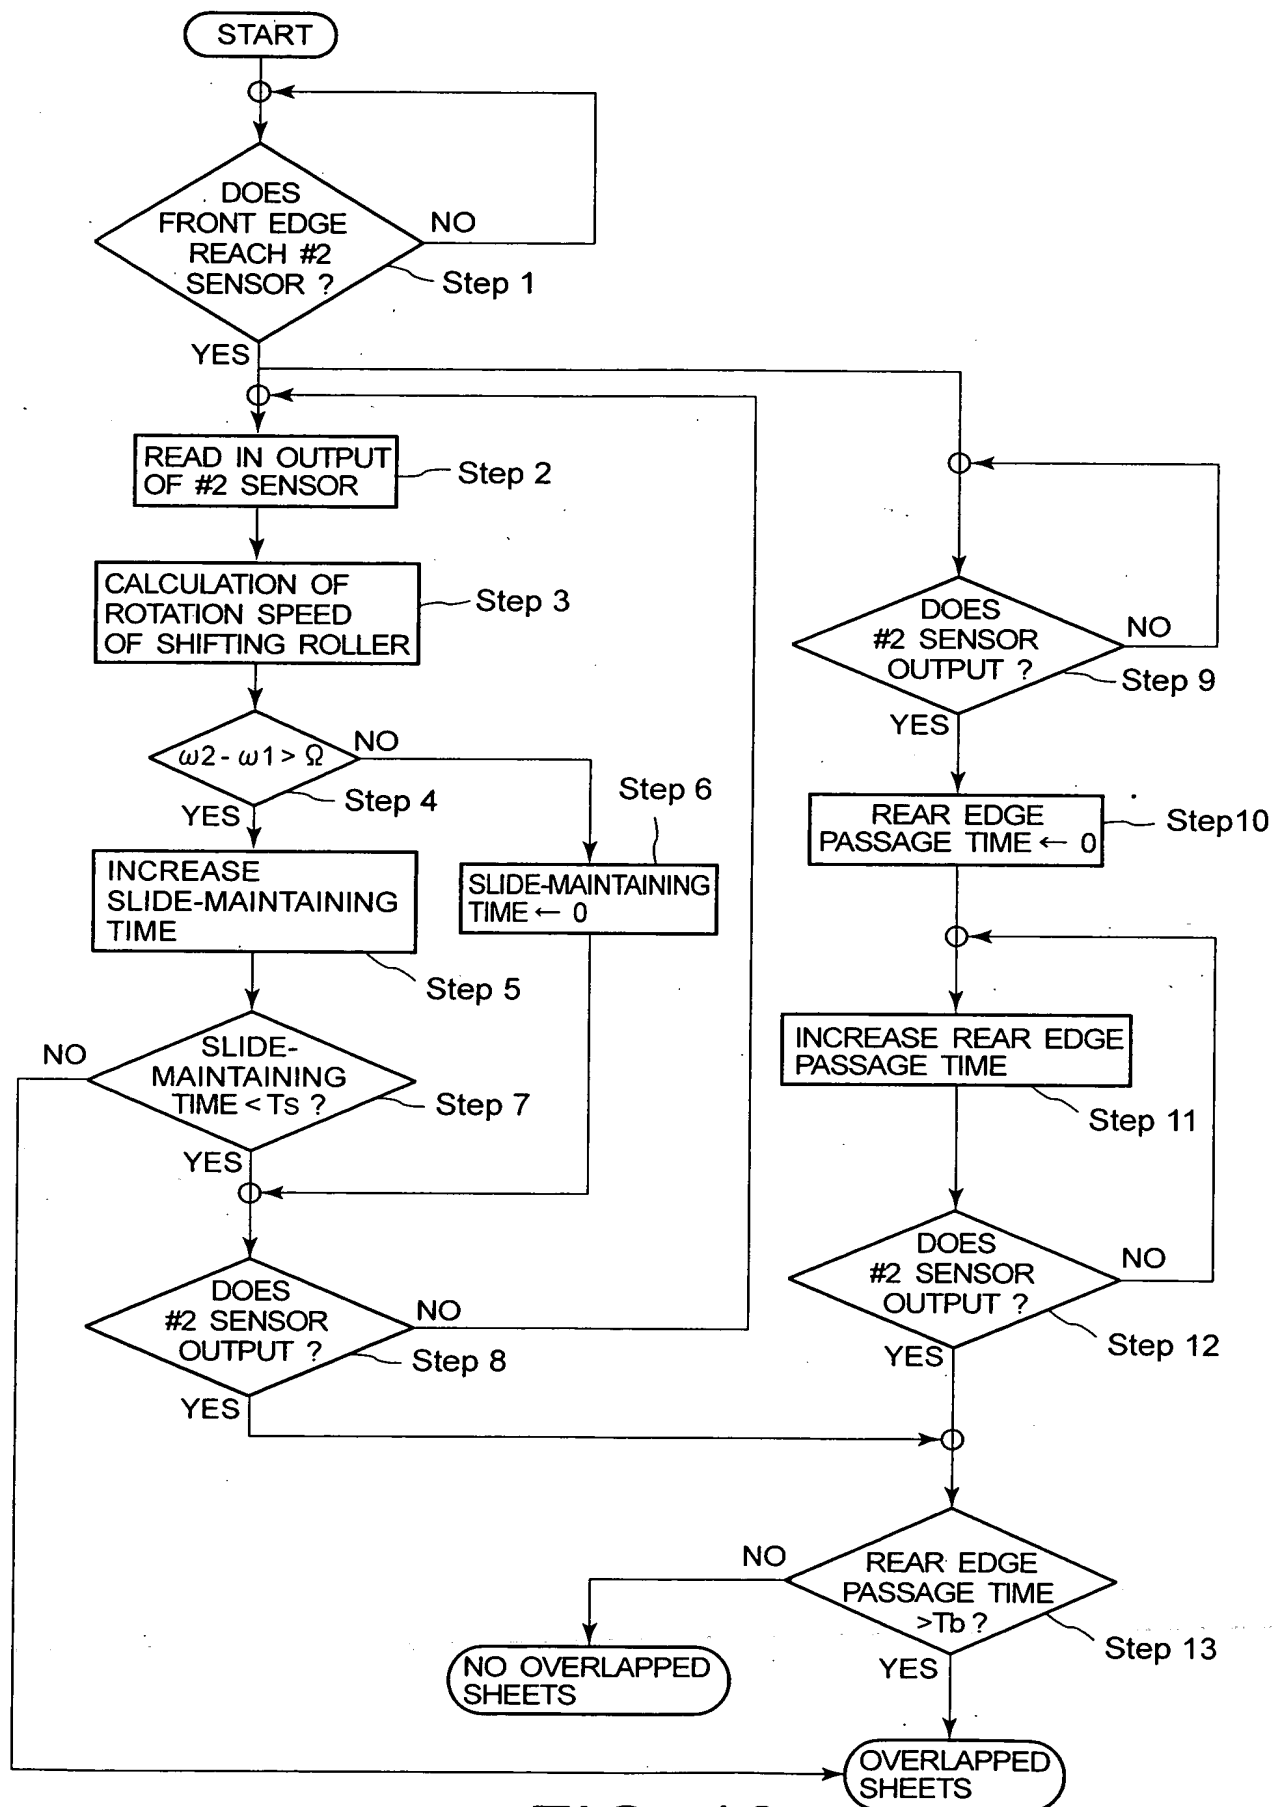 START
DOES
FRONT EDGE
REACH #2
SENSOR ?
NO
Step 1
YES
READ IN OUTPUT
OF #2 SENSOR
Step 2
CALCULATION OF
ROTATION SPEED
OF SHIFTING ROLLER
Step 3
ω2 - ω1 > Ω
NO
Step 4
YES
INCREASE
SLIDE-MAINTAINING
TIME
Step 5
Step 6
SLIDE-MAINTAINING
TIME ← 0
SLIDE-
MAINTAINING
TIME < Ts ?
NO
Step 7
YES
DOES
#2 SENSOR
OUTPUT ?
NO
Step 8
YES
DOES
#2 SENSOR
OUTPUT ?
NO
Step 9
YES
REAR EDGE
PASSAGE TIME ← 0
Step10
INCREASE REAR EDGE
PASSAGE TIME
Step 11
DOES
#2 SENSOR
OUTPUT ?
NO
Step 12
YES
REAR EDGE
PASSAGE TIME
>Tb ?
NO
Step 13
YES
NO OVERLAPPED
SHEETS
OVERLAPPED
SHEETS